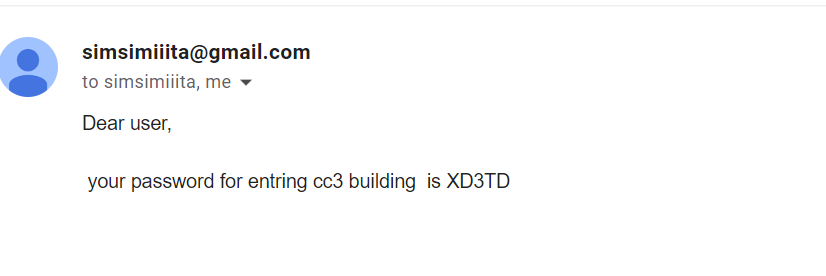 simsimiiita@gmail.com
to simsimiiita, me
Dear user,
your password for entring cc3 building  is XD3TD